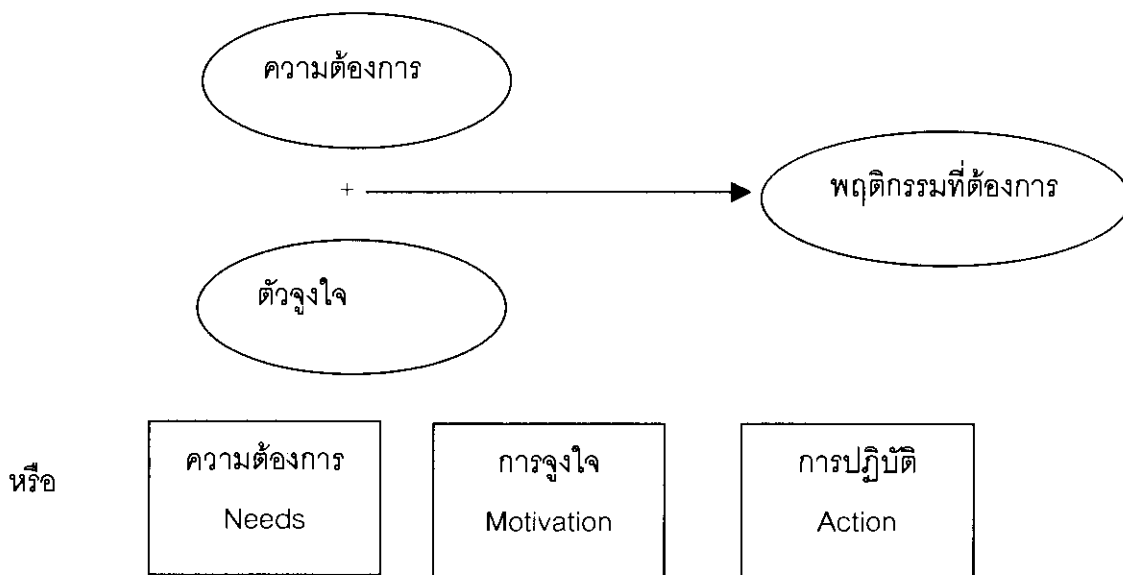 ความต้องการ
+
พฤติกรรมที่ต้องการ
ตัวจูงใจ
หรือ
ความต้องการ
Needs
การจูงใจ
Motivation
การปฏิบัติ
Action